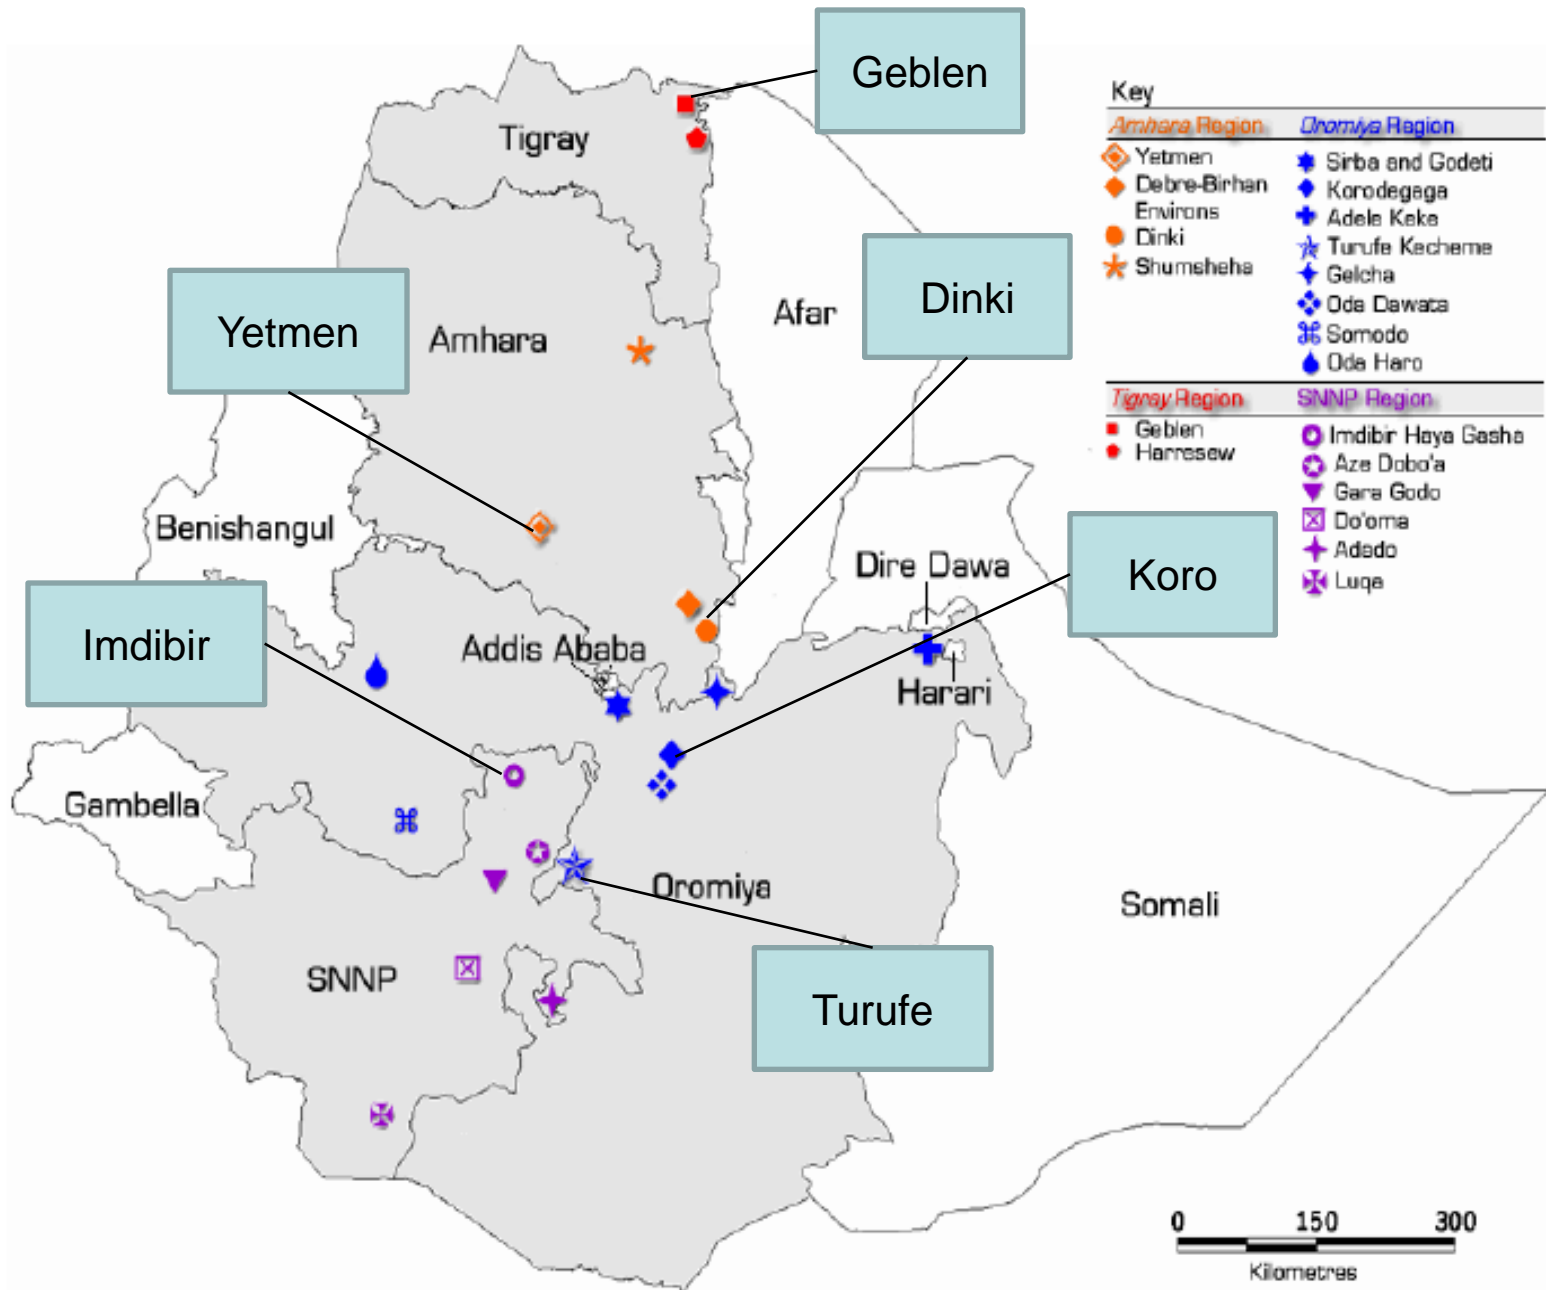 Geblen
Tigray
Dinki
Afar
Yetmen
Amhara
Benishangul
Dire Dawa
Koro
Imdibir
Addis Ababa
Harari
Gambella
Oromiya
Somali
SNNP
Turufe
Key
Amhara Region
Yetmen
Debre-Birhan
Environs
Dinki
Shumsheha
Oromiya Region
Sirba and Godeti
Korodegaga
Adele Keke
Turufe Kecheme
Gelcha
Oda Dawata
Somodo
Oda Haro
Tigray Region
Geblen
Harresew
SNNP Region
Imdibir Haya Gasha
Aze Dobo'a
Gara Godo
Do'oma
Adado
Luqa
0 150 300
Kilometres